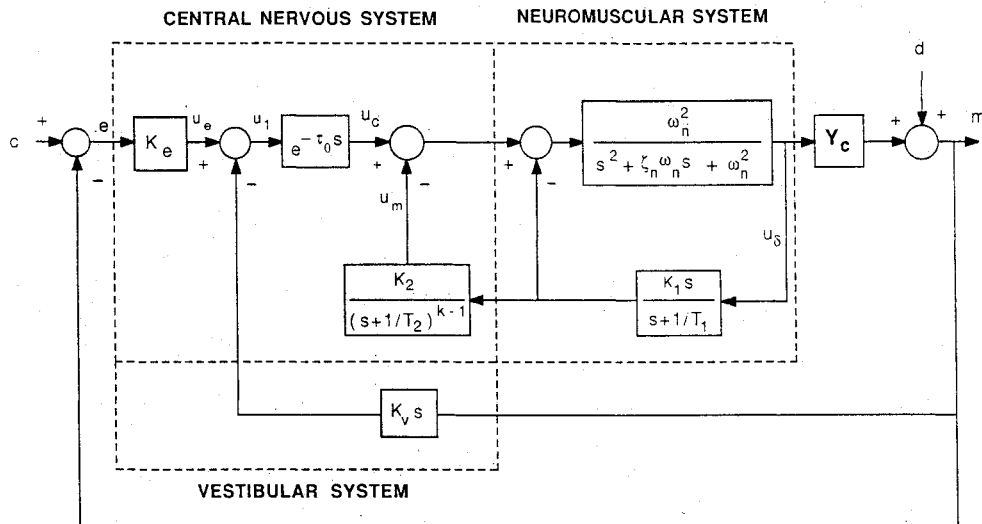 CENTRAL NERVOUS SYSTEM
NEUROMUSCULAR SYSTEM
d
c + − e K_e u_e + − u_1 e^{-τ_0 s} u_c + − + − ω_n^2 / (s^2 + ζ_n ω_n s + ω_n^2) Y_c + + m
u_m
u_δ
K_2 / (s+1/T_2)^{k-1}
K_1 s / (s+1/T_1)
K_v s
VESTIBULAR SYSTEM